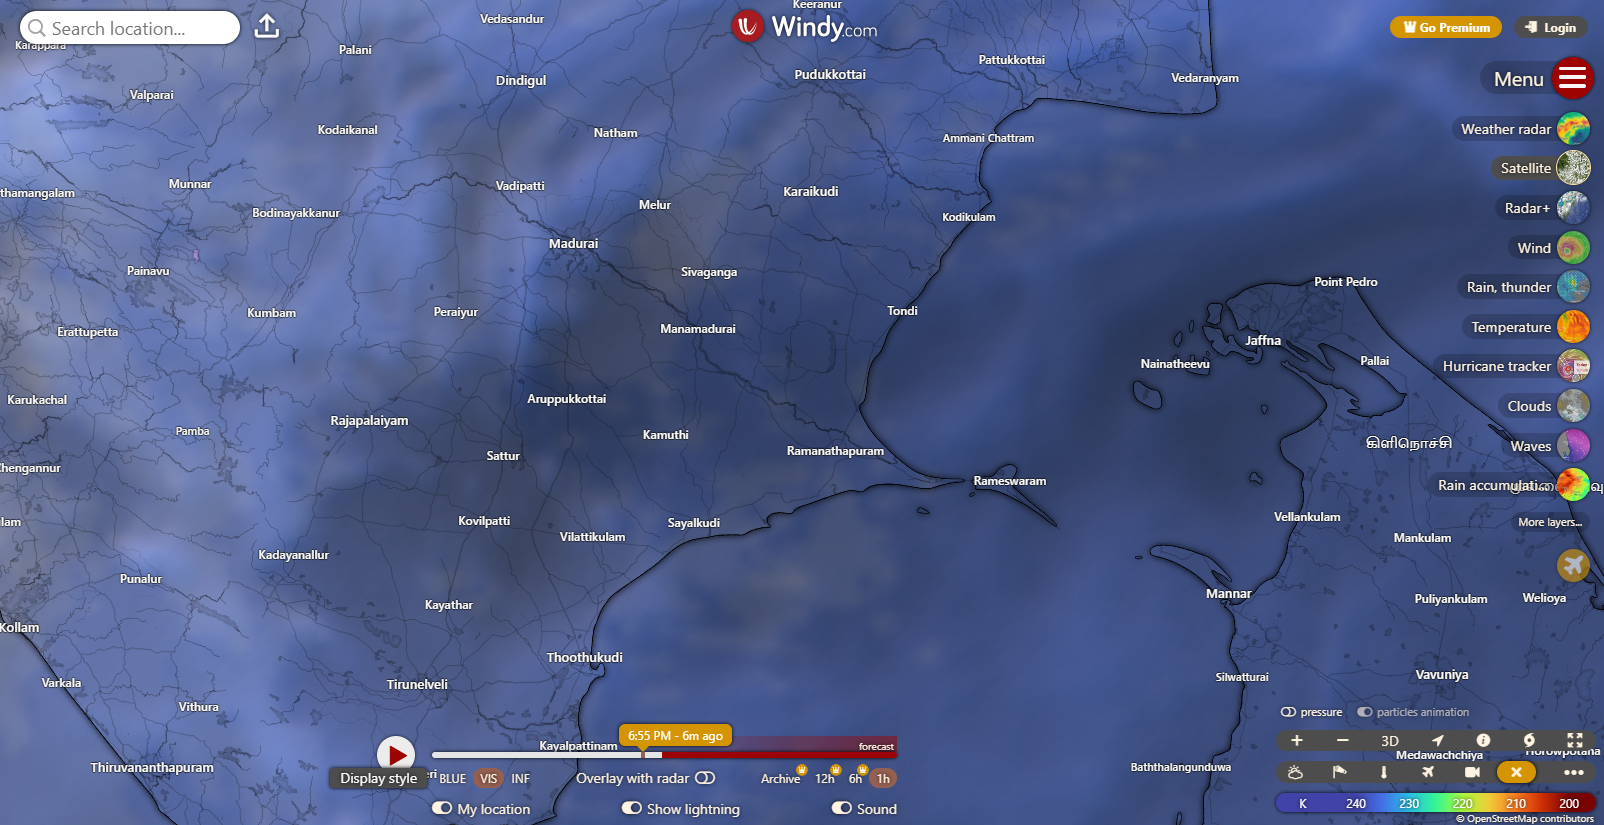 Search location...
Windy.com
Go Premium
Login
Menu
Weather radar
Satellite
Radar+
Wind
Rain, thunder
Temperature
Hurricane tracker
Clouds
Waves
Rain accumulati...
More layers...
Keeranur
Vedasandur
Karappara
Palani
Pattukkottai
Pudukkottai
Vedaranyam
Dindigul
Valparai
Kodaikanal
Natham
Ammani Chattram
Munnar
Vadipatti
Karaikudi
thamangalam
Melur
Bodinayakkanur
Kodikulam
Madurai
Painavu
Sivaganga
Point Pedro
Kumbam
Peraiyur
Tondi
Erattupetta
Manamadurai
Jaffna
Nainatheevu
Pallai
Karukachal
Aruppukkottai
Rajapalaiyam
Pamba
Kamuthi
கிளிநொச்சி
Ramanathapuram
Sattur
Chengannur
Rameswaram
Kovilpatti
Sayalkudi
Vellankulam
lam
Vilattikulam
Mankulam
Kadayanallur
Punalur
Mannar
Puliyankulam
Welioya
Kayathar
Kollam
Thoothukudi
Vavuniya
Silwatturai
Varkala
Tirunelveli
Vithura
Kayalpattinam
Medawachchiya
Horowpotana
Thiruvananthapuram
Baththalangunduwa
pressure
particles animation
3D
6:55 PM - 6m ago
forecast
Display style
eri
BLUE
VIS
INF
Overlay with radar
Archive
12h
6h
1h
My location
Show lightning
Sound
K 240 230 220 210 200
© OpenStreetMap contributors